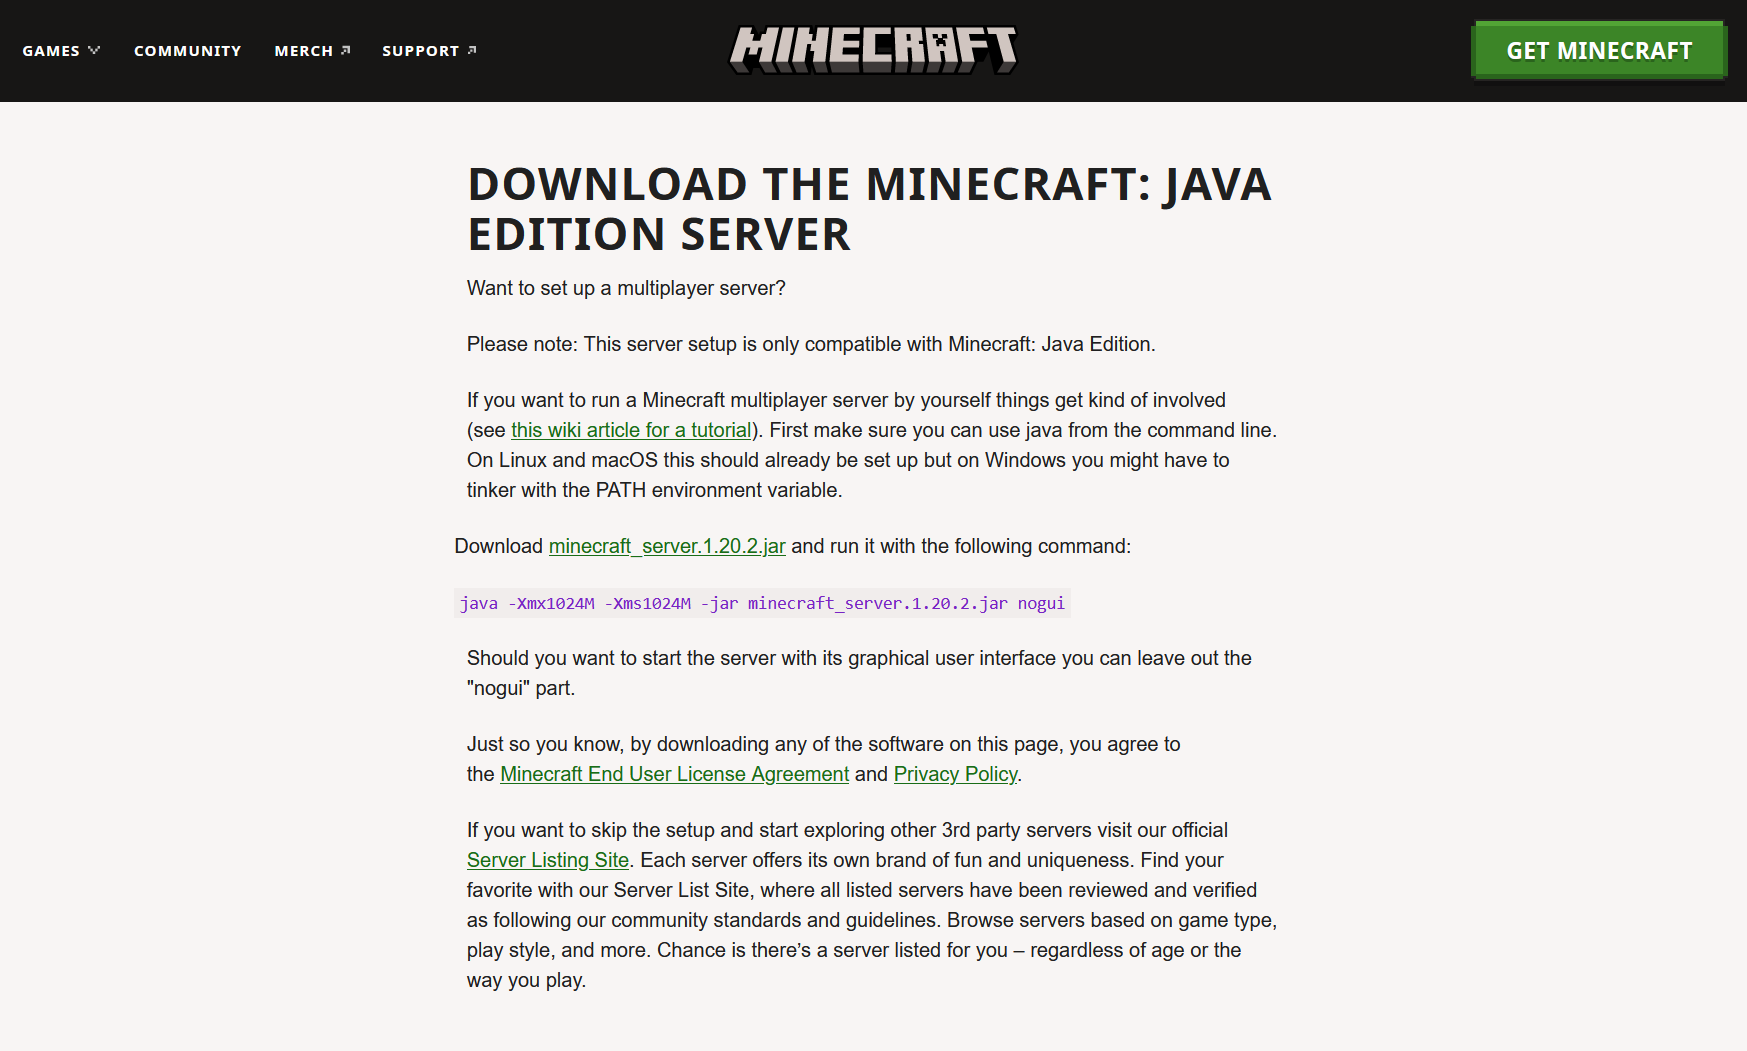 GAMES COMMUNITY MERCH SUPPORT MINECRAFT GET MINECRAFT
DOWNLOAD THE MINECRAFT: JAVA
EDITION SERVER
Want to set up a multiplayer server?
Please note: This server setup is only compatible with Minecraft: Java Edition.
If you want to run a Minecraft multiplayer server by yourself things get kind of involved
(see this wiki article for a tutorial). First make sure you can use java from the command line.
On Linux and macOS this should already be set up but on Windows you might have to
tinker with the PATH environment variable.
Download minecraft_server.1.20.2.jar and run it with the following command:
java -Xmx1024M -Xms1024M -jar minecraft_server.1.20.2.jar nogui
Should you want to start the server with its graphical user interface you can leave out the
"nogui" part.
Just so you know, by downloading any of the software on this page, you agree to
the Minecraft End User License Agreement and Privacy Policy.
If you want to skip the setup and start exploring other 3rd party servers visit our official
Server Listing Site. Each server offers its own brand of fun and uniqueness. Find your
favorite with our Server List Site, where all listed servers have been reviewed and verified
as following our community standards and guidelines. Browse servers based on game type,
play style, and more. Chance is there’s a server listed for you – regardless of age or the
way you play.